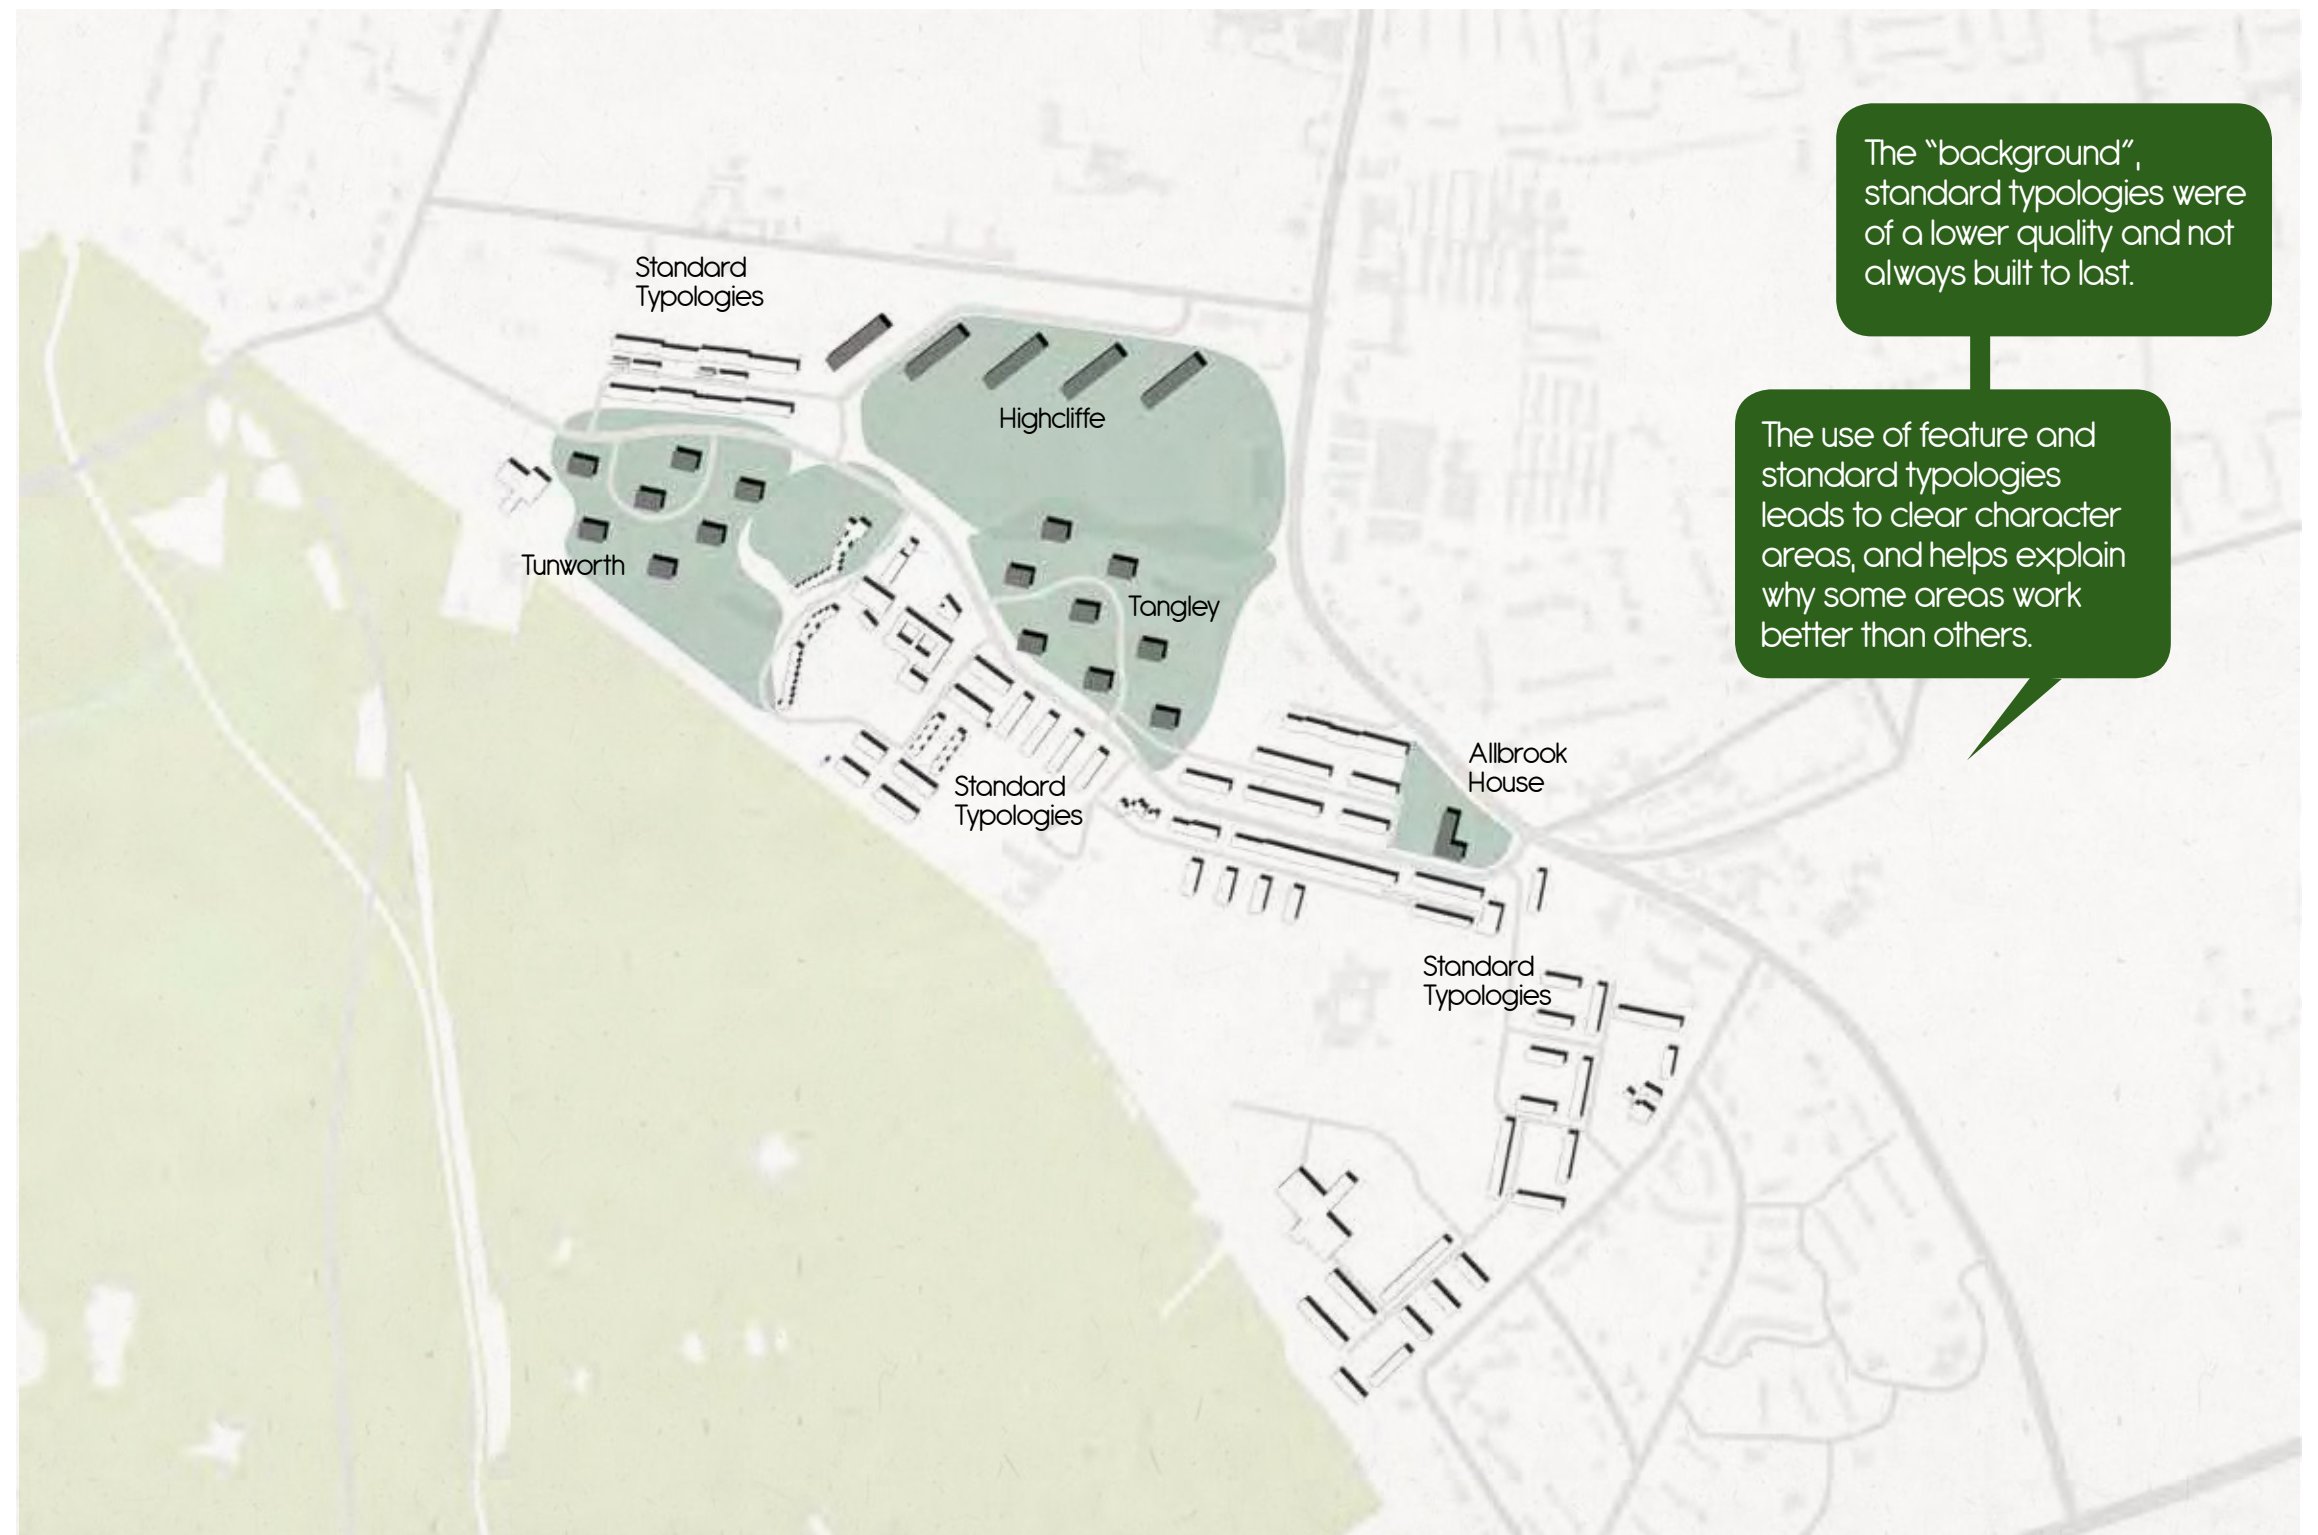 The “background”,
standard typologies were
of a lower quality and not
always built to last.
The use of feature and
standard typologies
leads to clear character
areas, and helps explain
why some areas work
better than others.
Standard
Typologies
Highcliffe
Tunworth
Tangley
Standard
Typologies
Allbrook
House
Standard
Typologies